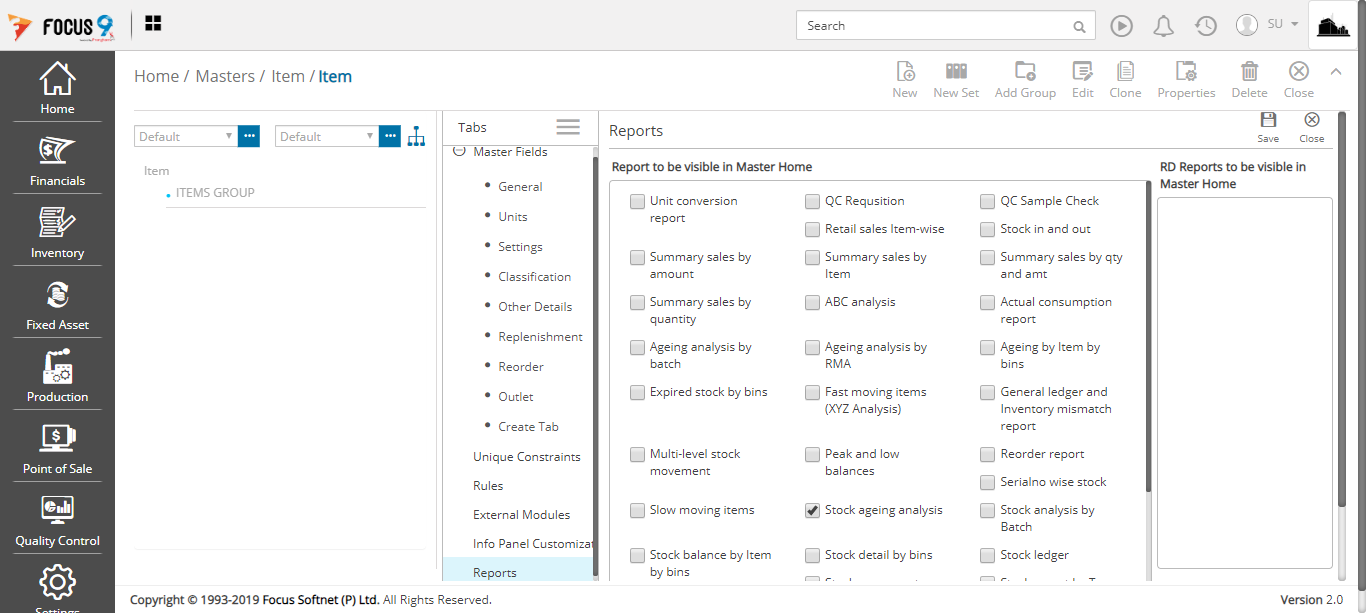 FOCUS 9
Search
SU
Home / Masters / Item / Item
New
New Set
Add Group
Edit
Clone
Properties
Delete
Close
Home
Financials
Inventory
Fixed Asset
Production
Point of Sale
Quality Control
Settings
Default
Default
Item
ITEMS GROUP
Tabs
Master Fields
General
Units
Settings
Classification
Other Details
Replenishment
Reorder
Outlet
Create Tab
Unique Constraints
Rules
External Modules
Info Panel Customizat
Reports
Reports
Save
Close
Report to be visible in Master Home
Unit conversion
report
QC Requsition
QC Sample Check
Retail sales Item-wise
Stock in and out
Summary sales by
amount
Summary sales by
Item
Summary sales by qty
and amt
Summary sales by
quantity
ABC analysis
Actual consumption
report
Ageing analysis by
batch
Ageing analysis by
RMA
Ageing by Item by
bins
Expired stock by bins
Fast moving items
(XYZ Analysis)
General ledger and
Inventory mismatch
report
Multi-level stock
movement
Peak and low
balances
Reorder report
Serialno wise stock
Slow moving items
Stock ageing analysis
Stock analysis by
Batch
Stock balance by Item
by bins
Stock detail by bins
Stock ledger
RD Reports to be visible in
Master Home
Copyright © 1993-2019 Focus Softnet (P) Ltd. All Rights Reserved.
Version 2.0